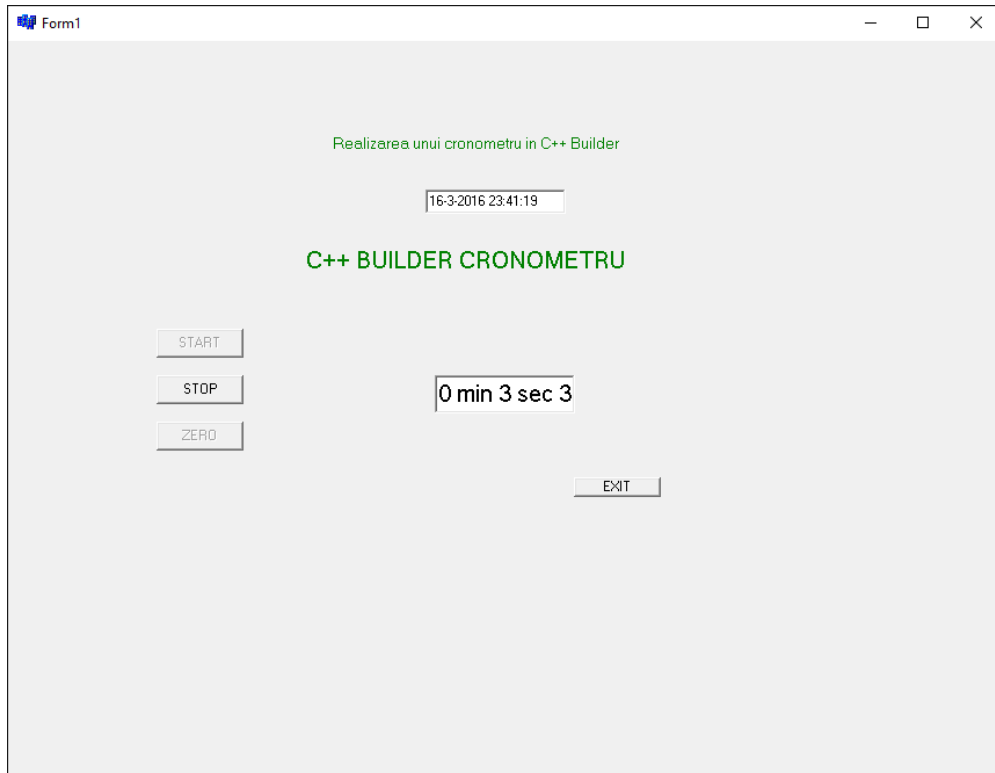 Form1
Realizarea unui cronometru in C++ Builder
16-3-2016 23:41:19
C++ BUILDER CRONOMETRU
START
STOP
0 min 3 sec 3
ZERO
EXIT